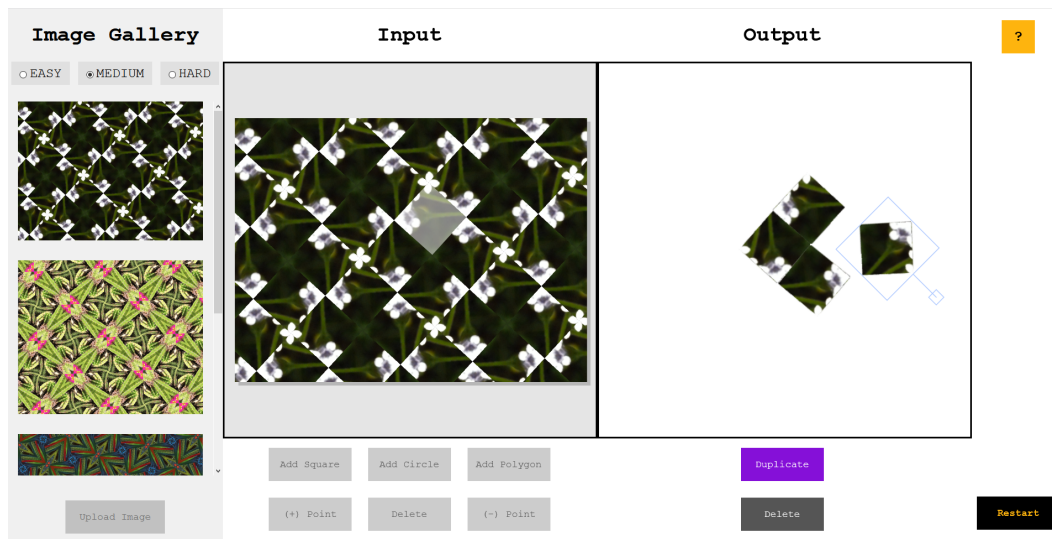 Image Gallery
Input
Output
?
EASY
MEDIUM
HARD
Add Square
Add Circle
Add Polygon
Duplicate
Upload Image
(+) Point
Delete
(-) Point
Delete
Restart